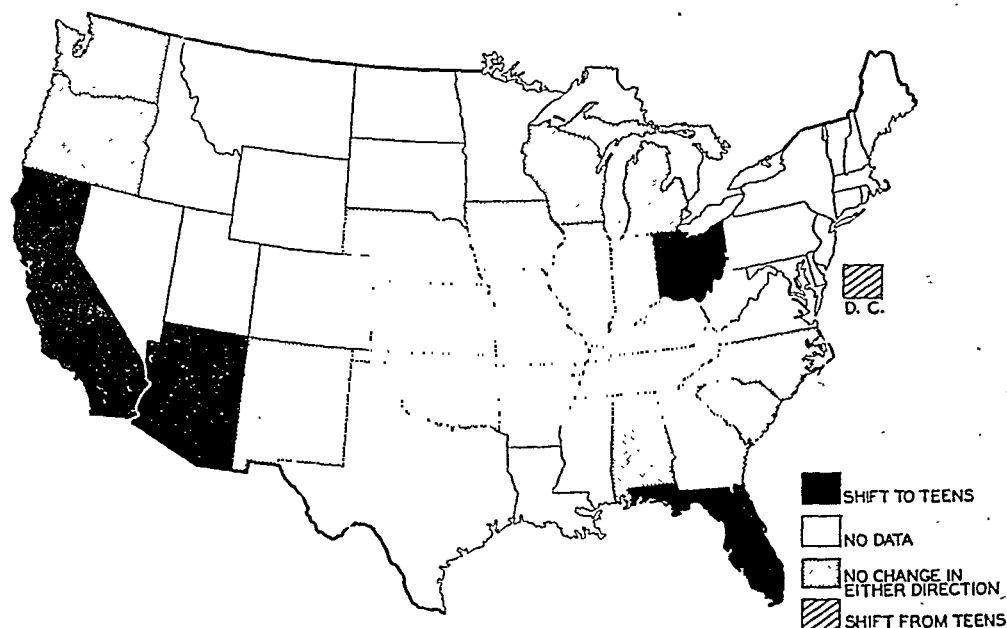 D. C.
SHIFT TO TEENS
NO DATA
NO CHANGE IN
EITHER DIRECTION
SHIFT FROM TEENS